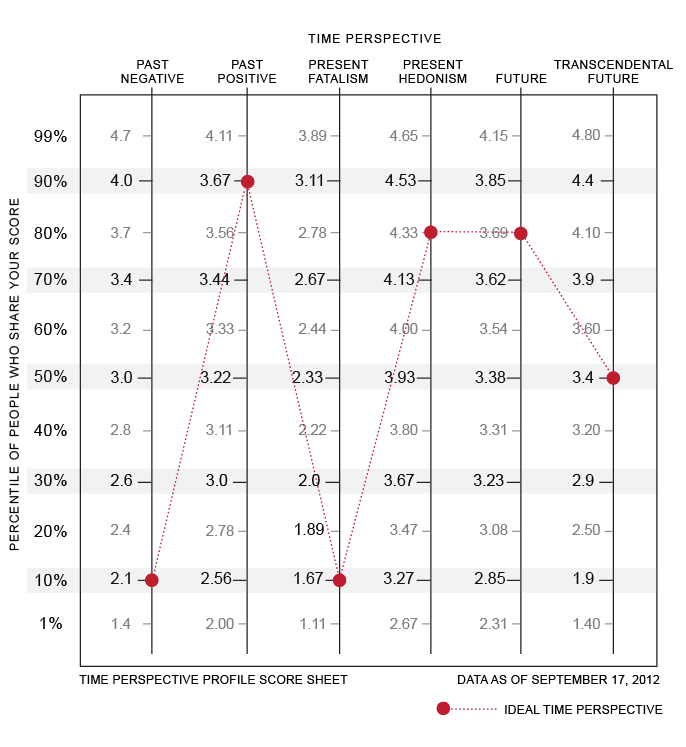 TIME PERSPECTIVE
PAST NEGATIVE
PAST POSITIVE
PRESENT FATALISM
PRESENT HEDONISM
FUTURE
TRANSCENDENTAL FUTURE
PERCENTILE OF PEOPLE WHO SHARE YOUR SCORE
99% 4.7 4.11 3.89 4.65 4.15 4.80
90% 4.0 3.67 3.11 4.53 3.85 4.4
80% 3.7 3.56 2.78 4.33 3.69 4.10
70% 3.4 3.44 2.67 4.13 3.62 3.9
60% 3.2 3.33 2.44 4.00 3.54 3.60
50% 3.0 3.22 2.33 3.93 3.38 3.4
40% 2.8 3.11 2.22 3.80 3.31 3.20
30% 2.6 3.0 2.0 3.67 3.23 2.9
20% 2.4 2.78 1.89 3.47 3.08 2.50
10% 2.1 2.56 1.67 3.27 2.85 1.9
1% 1.4 2.00 1.11 2.67 2.31 1.40
TIME PERSPECTIVE PROFILE SCORE SHEET
DATA AS OF SEPTEMBER 17, 2012
IDEAL TIME PERSPECTIVE